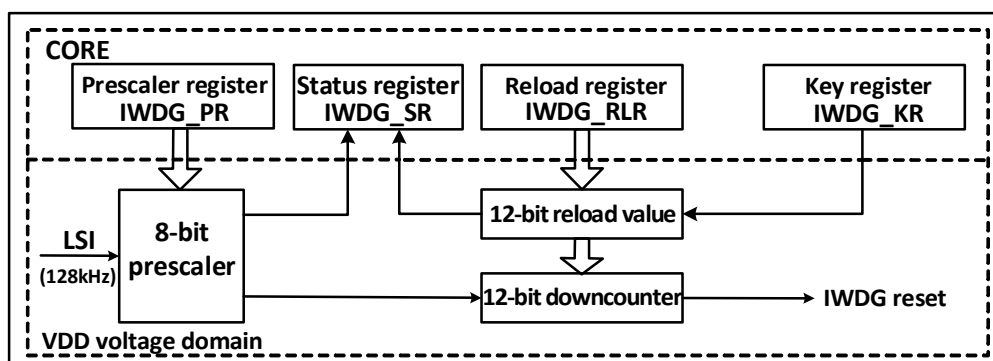 CORE
Prescaler register
IWDG_PR
Status register
IWDG_SR
Reload register
IWDG_RLR
Key register
IWDG_KR
LSI
(128kHz)
8-bit
prescaler
12-bit reload value
12-bit downcounter
IWDG reset
VDD voltage domain